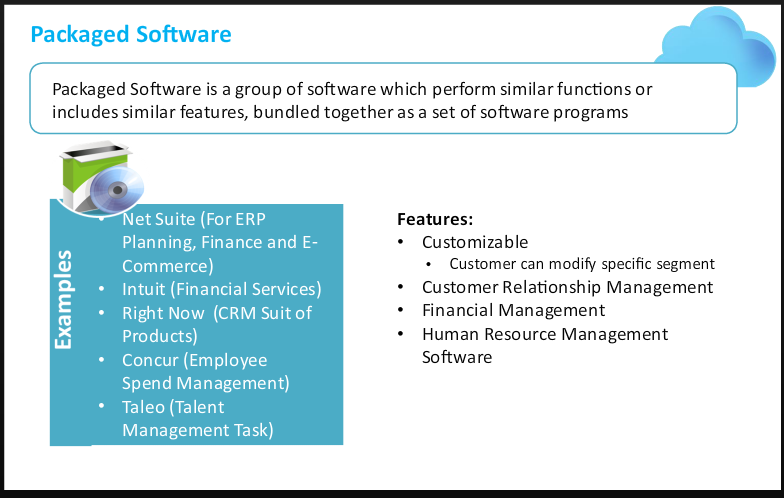 Packaged Software
Packaged Software is a group of software which perform similar functions or
includes similar features, bundled together as a set of software programs
Examples
• Net Suite (For ERP
Planning, Finance and E-
Commerce)
• Intuit (Financial Services)
• Right Now (CRM Suit of
Products)
• Concur (Employee
Spend Management)
• Taleo (Talent
Management Task)
Features:
• Customizable
• Customer can modify specific segment
• Customer Relationship Management
• Financial Management
• Human Resource Management
Software